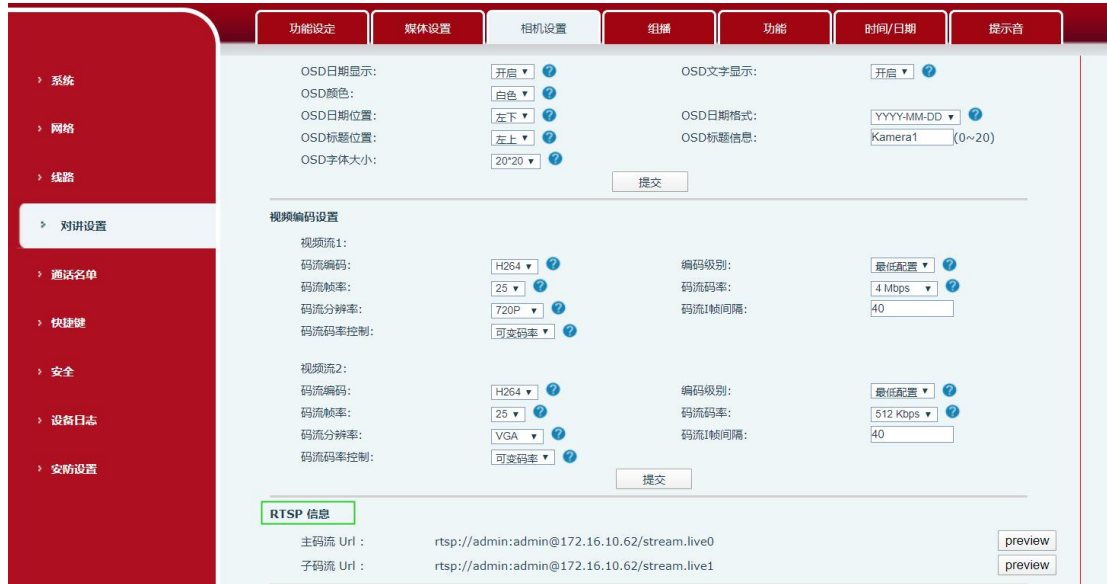 功能设定 媒体设置 相机设置 组播 功能 时间/日期 提示音
系统
网络
线路
对讲设置
通话名单
快捷键
安全
设备日志
安防设置
OSD日期显示: 开启 OSD文字显示: 开启
OSD颜色: 白色
OSD日期位置: 左下 OSD日期格式: YYYY-MM-DD
OSD标题位置: 左上 OSD标题信息: Kamera1 (0~20)
OSD字体大小: 20*20
提交
视频编码设置
视频流1:
码流编码: H264 编码级别: 最低配置
码流帧率: 25 码流码率: 4 Mbps
码流分辨率: 720P 码流I帧间隔: 40
码流码率控制: 可变码率
视频流2:
码流编码: H264 编码级别: 最低配置
码流帧率: 25 码流码率: 512 Kbps
码流分辨率: VGA 码流I帧间隔: 40
码流码率控制: 可变码率
提交
RTSP 信息
主码流 Url : rtsp://admin:admin@172.16.10.62/stream.live0 preview
子码流 Url : rtsp://admin:admin@172.16.10.62/stream.live1 preview